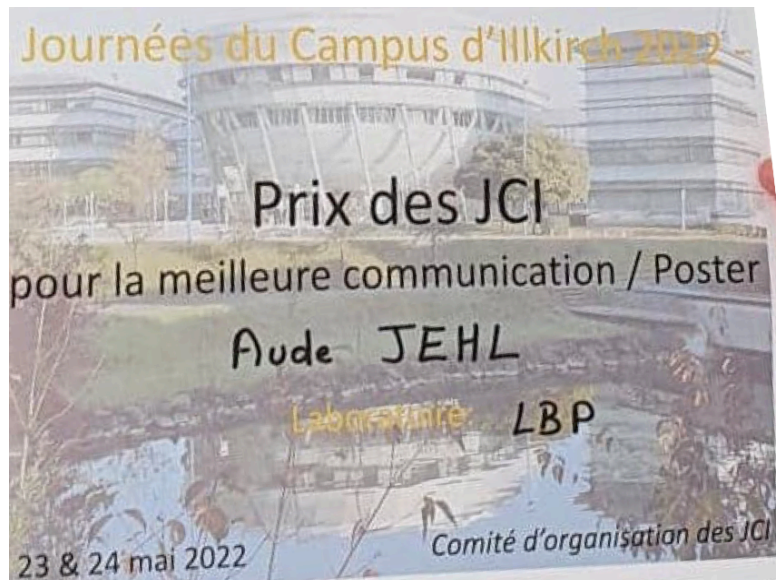 Journées du Campus d'Illkirch 2022 -
Prix des JCI
pour la meilleure communication / Poster
Aude JEHL
Laboratoire: LBP
23 & 24 mai 2022
Comité d'organisation des JCI